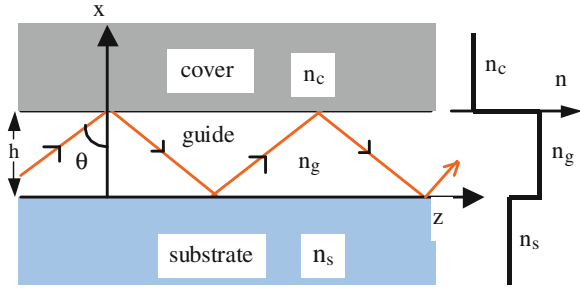 x
cover
n_c
n_c
n
guide
h
θ
n_g
n_g
z
substrate
n_s
n_s